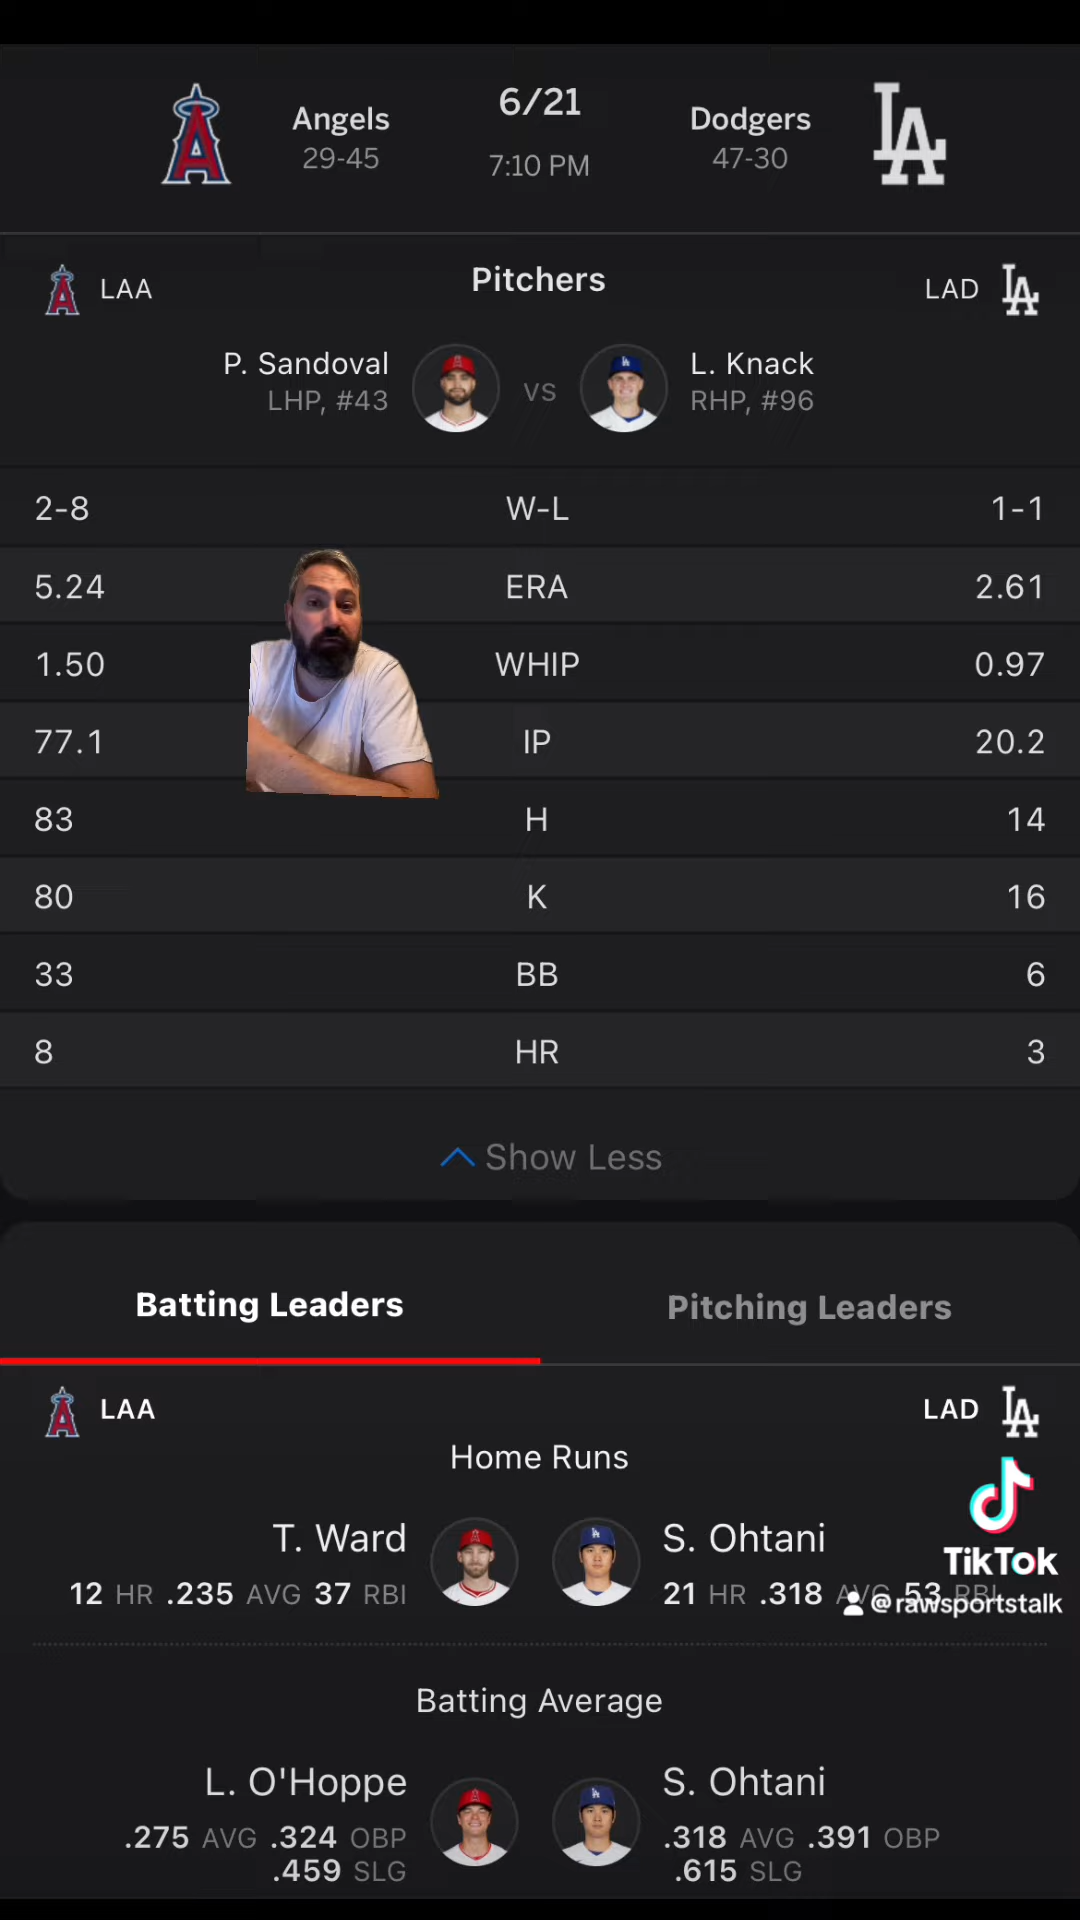 Angels
29-45
6/21
7:10 PM
Dodgers
47-30
LAA
Pitchers
LAD
P. Sandoval
LHP, #43
vs
L. Knack
RHP, #96
2-8 W-L 1-1
5.24 ERA 2.61
1.50 WHIP 0.97
77.1 IP 20.2
83 H 14
80 K 16
33 BB 6
8 HR 3
Show Less
Batting Leaders Pitching Leaders
LAA LAD
Home Runs
T. Ward
12 HR .235 AVG 37 RBI
S. Ohtani
21 HR .318 AVG 53 RBI
TikTok
@rawsportstalk
Batting Average
L. O'Hoppe
.275 AVG .324 OBP
.459 SLG
S. Ohtani
.318 AVG .391 OBP
.615 SLG